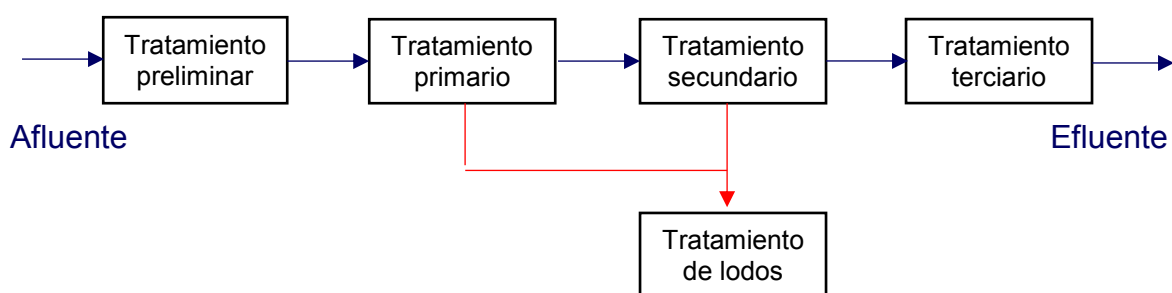 Tratamiento
preliminar
Tratamiento
primario
Tratamiento
secundario
Tratamiento
terciario
Afluente
Efluente
Tratamiento
de lodos